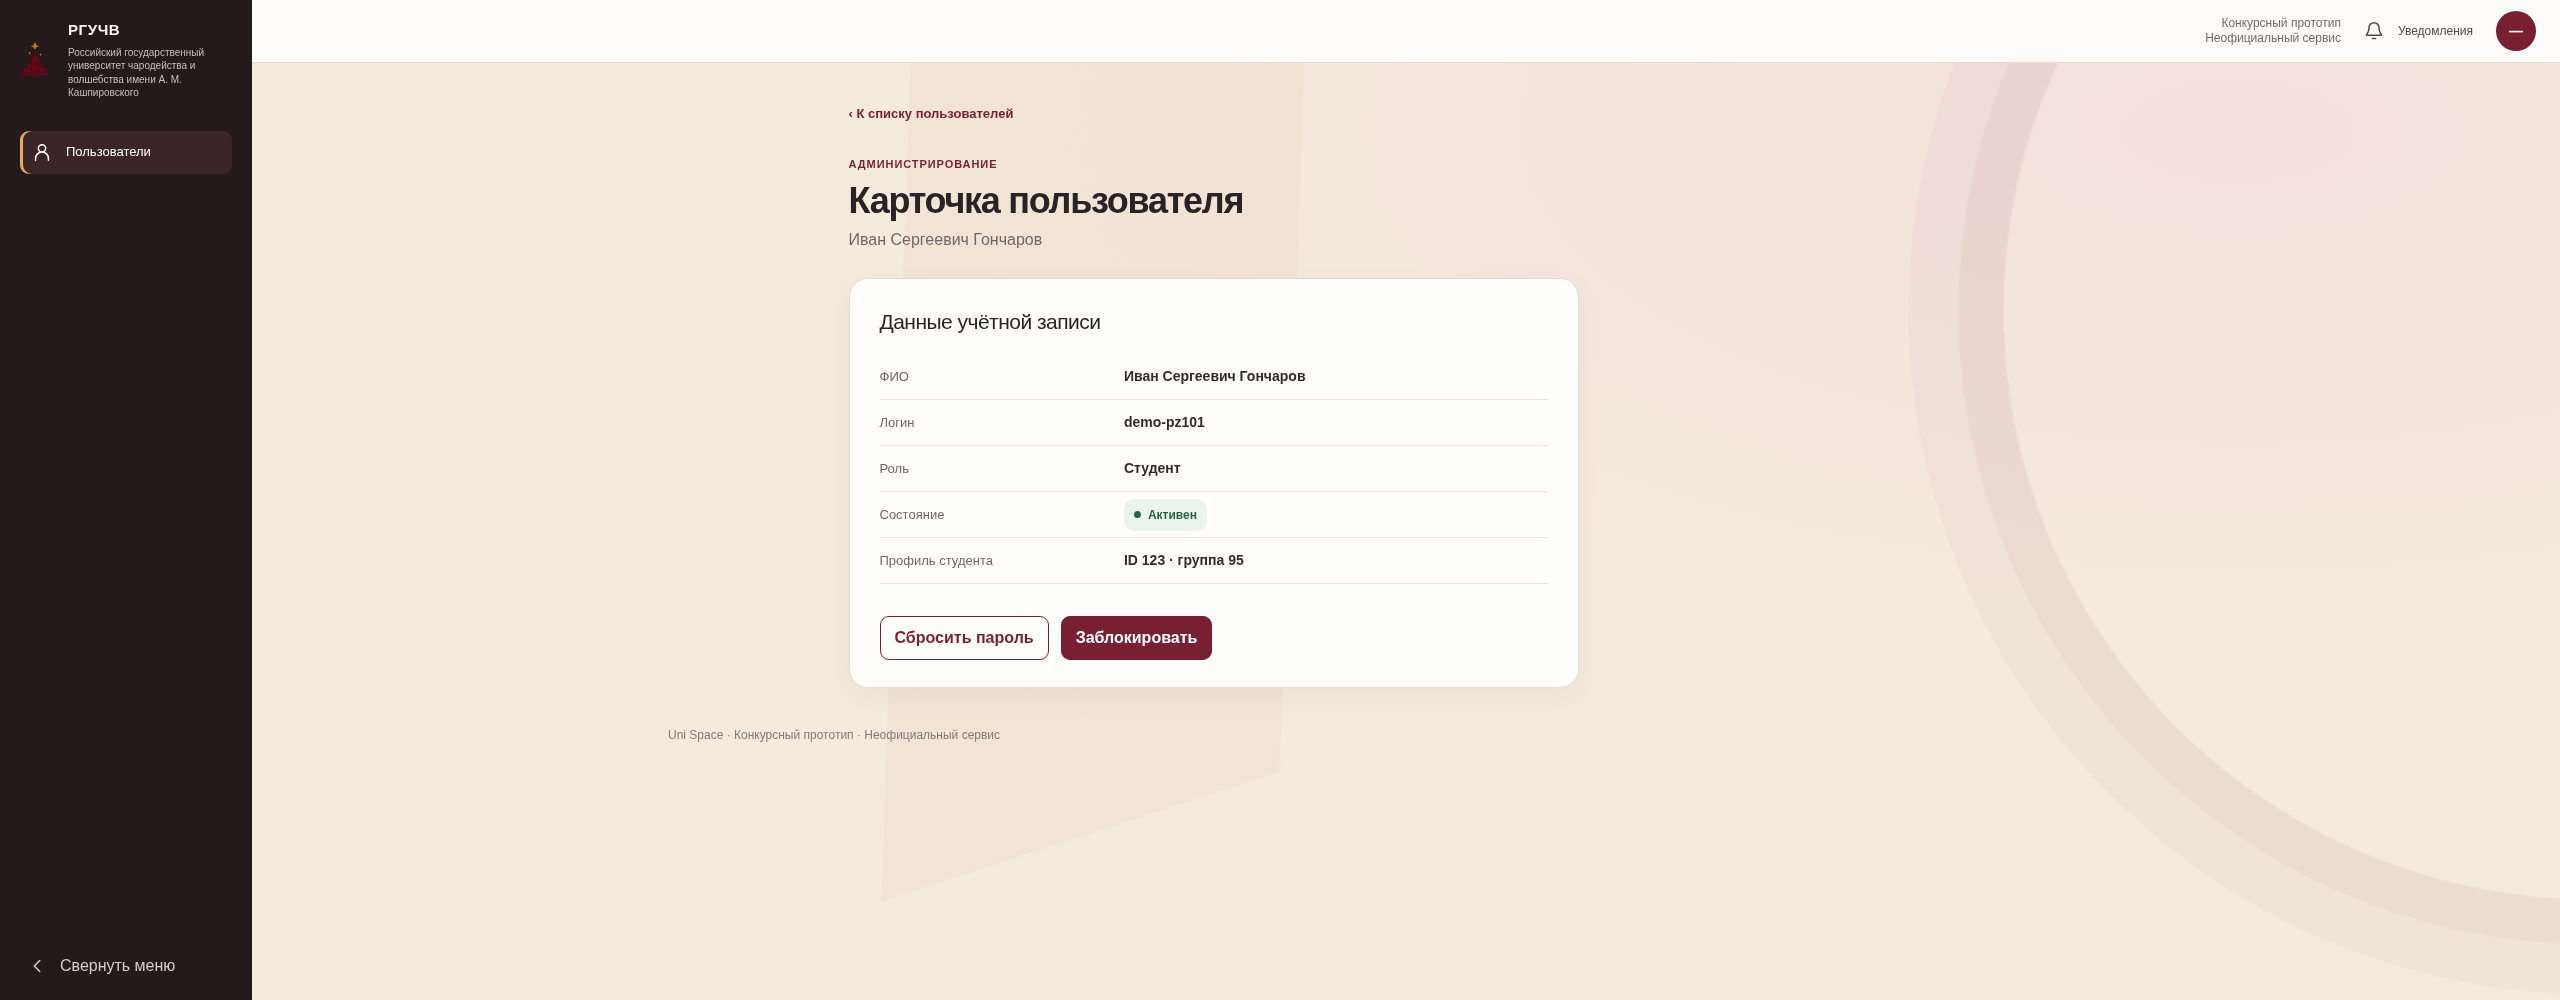 РГУЧВ
Российский государственный
университет чародейства и
волшебства имени А. М.
Кашпировского
Пользователи
Свернуть меню
Конкурсный прототип
Неофициальный сервис
Уведомления
‹ К списку пользователей
АДМИНИСТРИРОВАНИЕ
Карточка пользователя
Иван Сергеевич Гончаров
Данные учётной записи
ФИО Иван Сергеевич Гончаров
Логин demo-pz101
Роль Студент
Состояние Активен
Профиль студента ID 123 · группа 95
Сбросить пароль Заблокировать
Uni Space · Конкурсный прототип · Неофициальный сервис